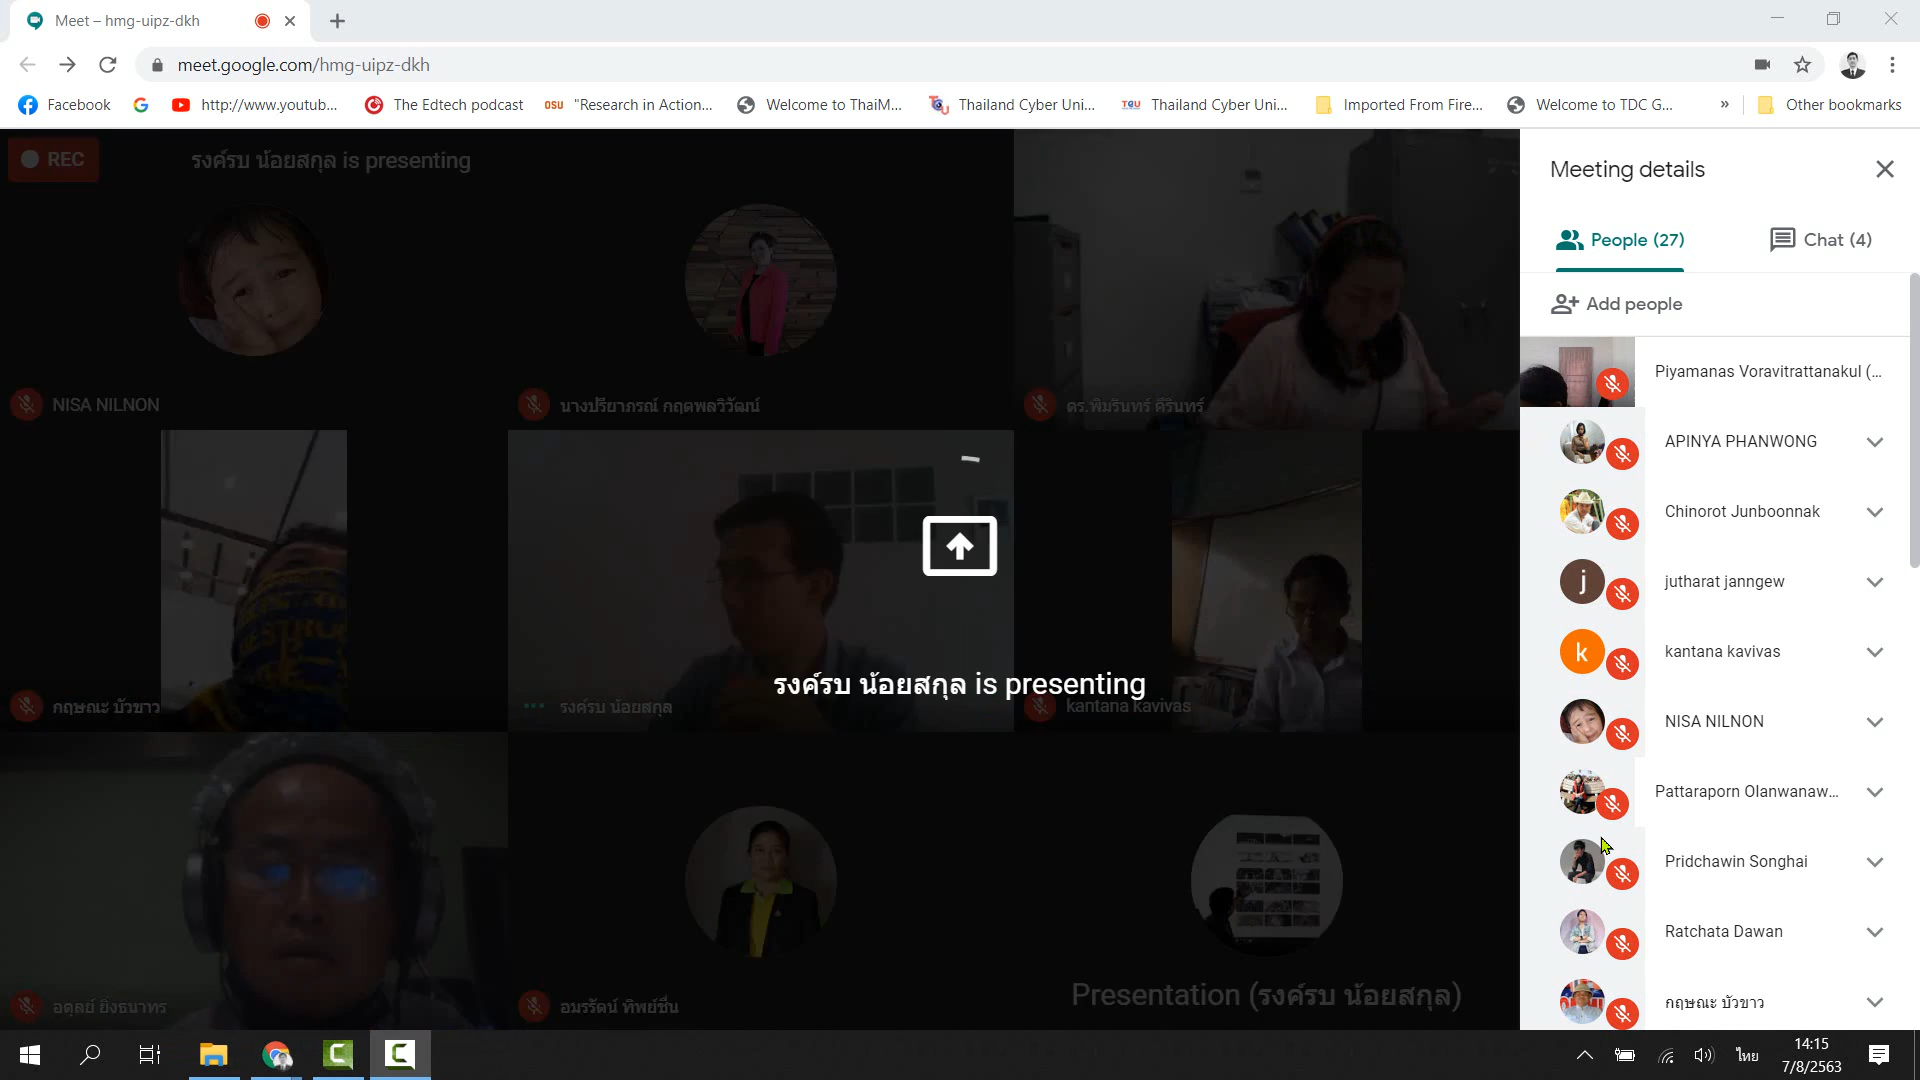 Meet – hmg-uipz-dkh
meet.google.com/hmg-uipz-dkh
Facebook
http://www.youtub...
The Edtech podcast
OSU "Research in Action...
Welcome to ThaiM...
Thailand Cyber Uni...
TCU Thailand Cyber Uni...
Imported From Fire...
Welcome to TDC G...
»
Other bookmarks
REC
รงค์รบ น้อยสกุล is presenting
Meeting details
People (27)
Chat (4)
Add people
NISA NILNON
นางปรียาภรณ์ กฤตพลวิวัฒน์
ดร.พิมรินทร์ คีรินทร์
กฤษณะ บัวขาว
รงค์รบ น้อยสกุล
kantana kavivas
รงค์รบ น้อยสกุล is presenting
อดุลย์ ยิ่งธนาทร
อมรรัตน์ ทิพย์ชื่น
Presentation (รงค์รบ น้อยสกุล)
Piyamanas Voravitrattanakul (...
APINYA PHANWONG
Chinorot Junboonnak
j
jutharat janngew
k
kantana kavivas
NISA NILNON
Pattaraporn Olanwanaw...
Pridchawin Songhai
Ratchata Dawan
กฤษณะ บัวขาว
ไทย
14:15
7/8/2563